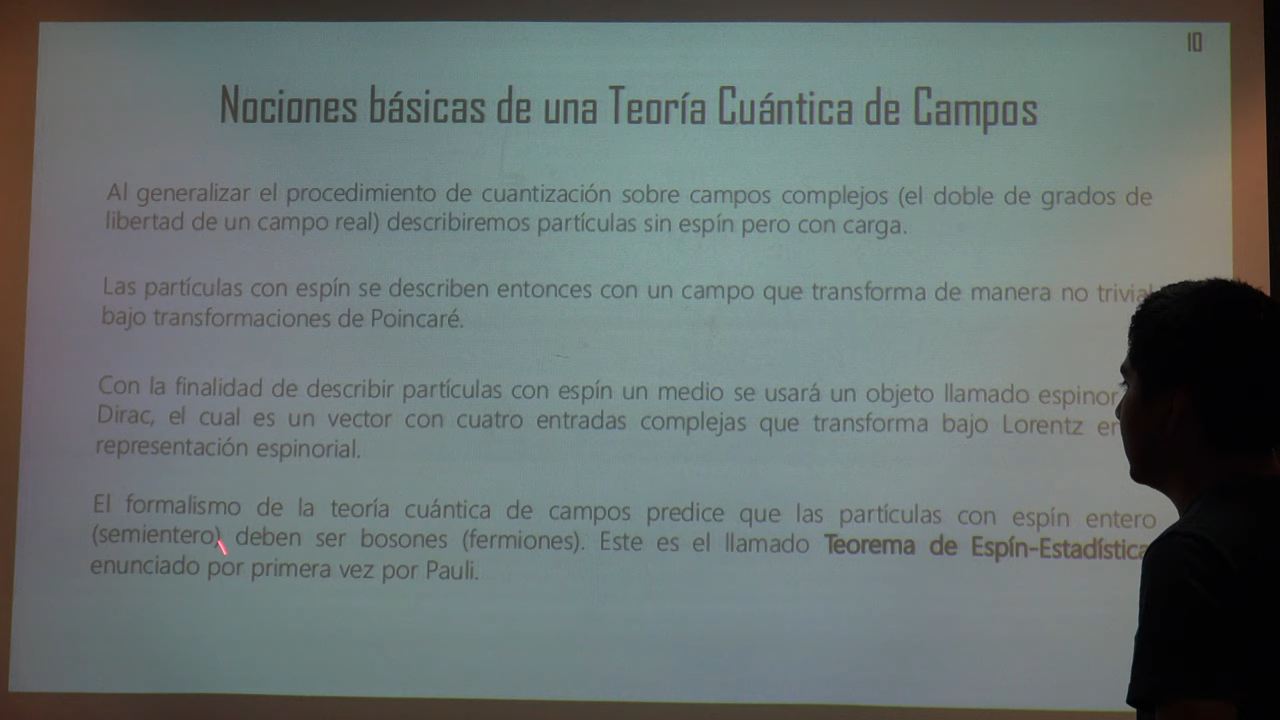 10
Nociones básicas de una Teoría Cuántica de Campos
Al generalizar el procedimiento de cuantización sobre campos complejos (el doble de grados de
libertad de un campo real) describiremos partículas sin espín pero con carga.
Las partículas con espín se describen entonces con un campo que transforma de manera no trivial
bajo transformaciones de Poincaré.
Con la finalidad de describir partículas con espín un medio se usará un objeto llamado espinor
Dirac, el cual es un vector con cuatro entradas complejas que transforma bajo Lorentz en
representación espinorial.
El formalismo de la teoría cuántica de campos predice que las partículas con espín entero
(semientero) deben ser bosones (fermiones). Este es el llamado Teorema de Espín-Estadística
enunciado por primera vez por Pauli.